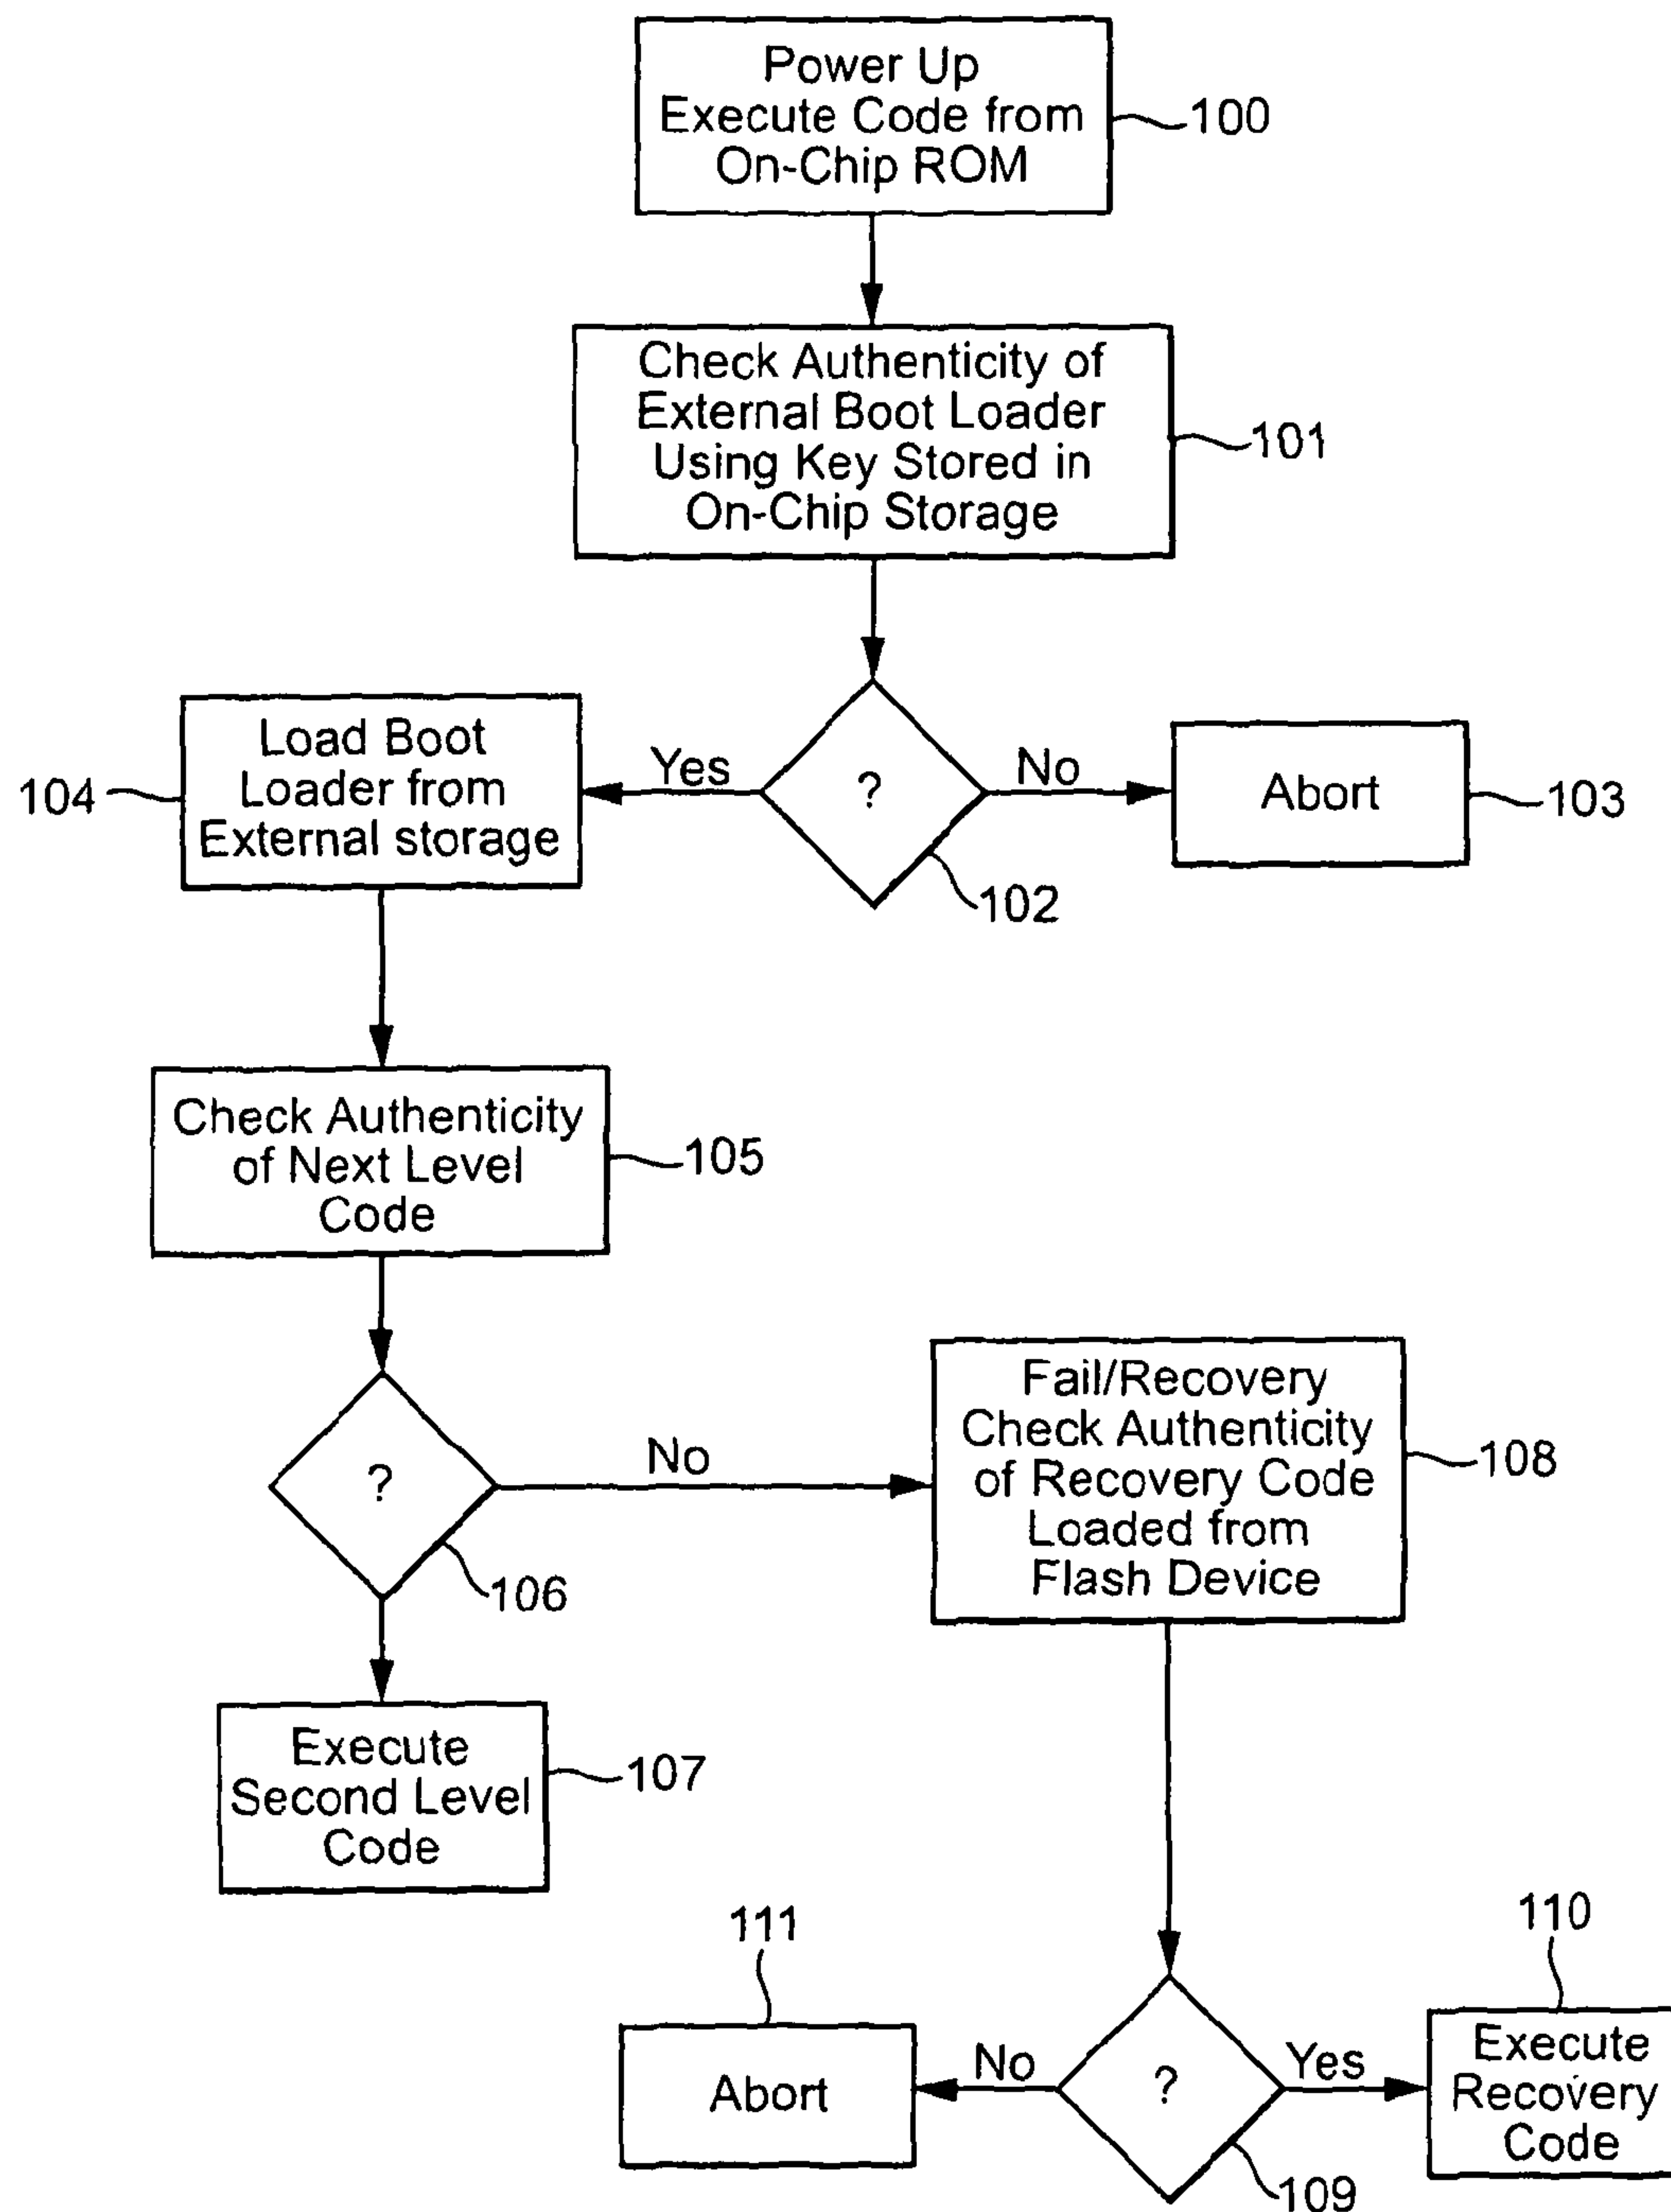 Power Up
Execute Code from
On-Chip ROM
100
Check Authenticity of
External Boot Loader
Using Key Stored in
On-Chip Storage
101
Load Boot
Loader from
External storage
104
Yes
?
No
Abort
103
102
Check Authenticity
of Next Level
Code
105
?
No
106
Fail/Recovery
Check Authenticity
of Recovery Code
Loaded from
Flash Device
108
Execute
Second Level
Code
107
111
110
Abort
No
?
Yes
Execute
Recovery
Code
109